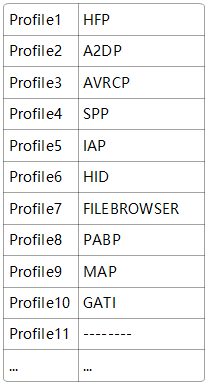 Profile1 HFP
Profile2 A2DP
Profile3 AVRCP
Profile4 SPP
Profile5 IAP
Profile6 HID
Profile7 FILEBROWSER
Profile8 PABP
Profile9 MAP
Profile10 GATI
Profile11 --------
... ...